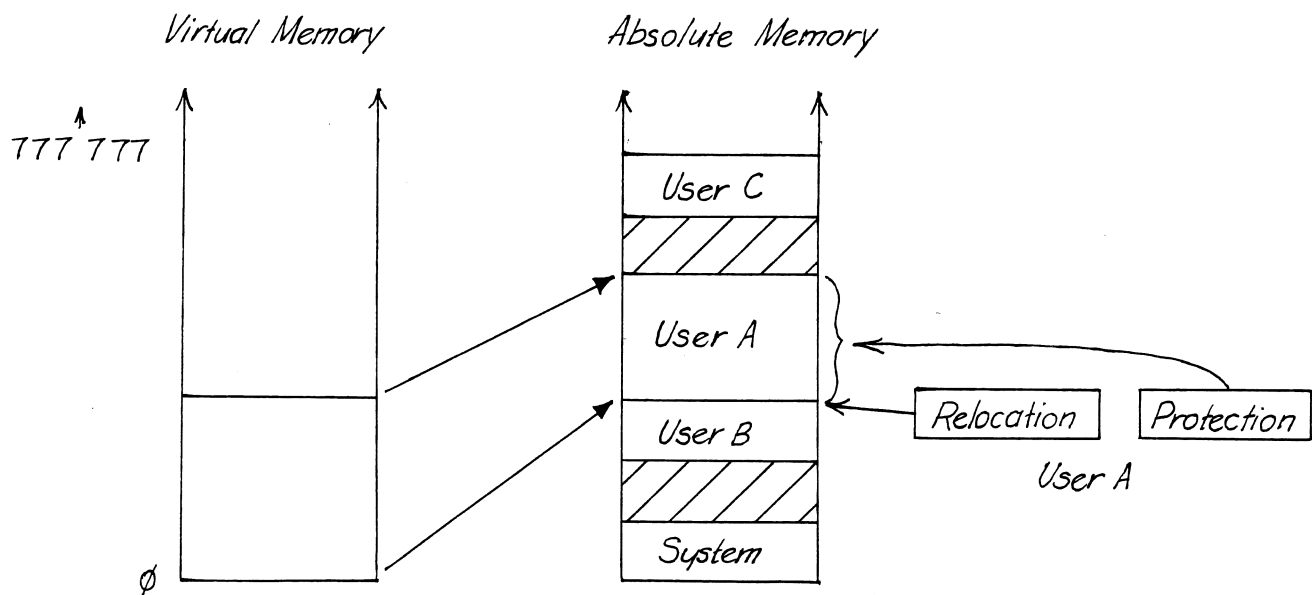 Virtual Memory
Absolute Memory
777 777
User C
User A
Relocation
Protection
User B
User A
System
Ø